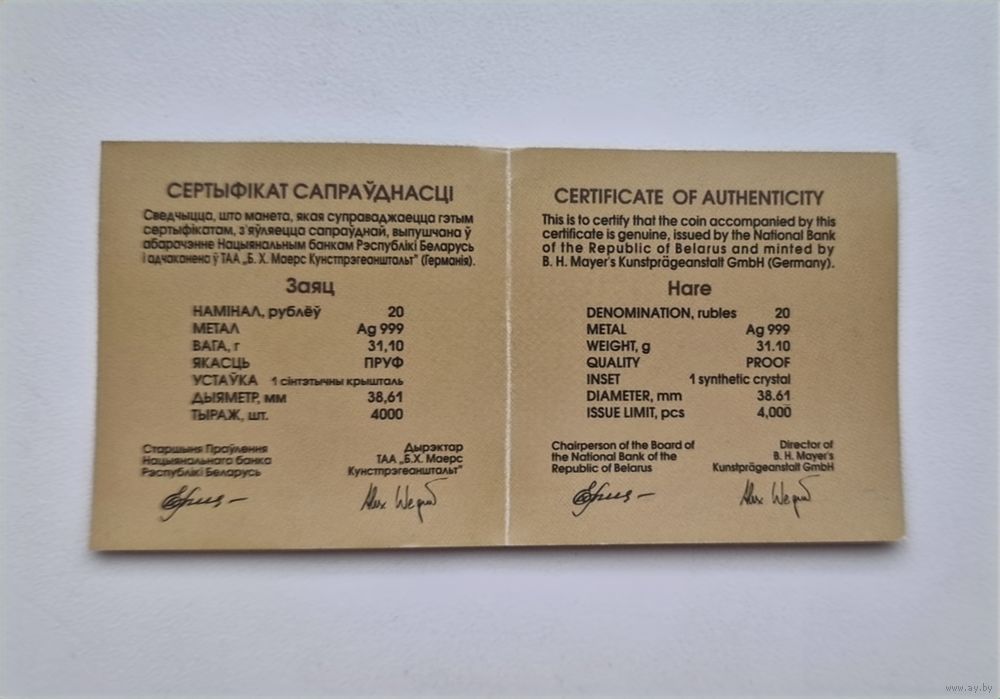 СЕРТЫФІКАТ САПРАЎДНАСЦІ
Сведчыцца, што манета, якая суправаджаецца гэтым
сертыфікатам, з'яўляецца сапраўднай, выпушчана ў
абарачэнне Нацыянальным банкам Рэспублікі Беларусь
і адчаканена ў ТАА „Б. Х. Маерс Кунстпрэгеанштальт" (Германія).
Заяц
НАМІНАЛ, рублёў 20
МЕТАЛ Ag 999
ВАГА, г 31,10
ЯКАСЦЬ ПРУФ
УСТАЎКА 1 сінтэтычны крышталь
ДЫЯМЕТР, мм 38,61
ТЫРАЖ, шт. 4000
Старшыня Праўлення
Нацыянальнага банка
Рэспублікі Беларусь
Дырэктар
ТАА „Б.Х. Маерс
Кунстпрэгеанштальт"
CERTIFICATE OF AUTHENTICITY
This is to certify that the coin accompanied by this
certificate is genuine, issued by the National Bank
of the Republic of Belarus and minted by
B. H. Mayer's Kunstprägeanstalt GmbH (Germany).
Hare
DENOMINATION, rubles 20
METAL Ag 999
WEIGHT, g 31.10
QUALITY PROOF
INSET 1 synthetic crystal
DIAMETER, mm 38.61
ISSUE LIMIT, pcs 4,000
Chairperson of the Board of
the National Bank of the
Republic of Belarus
Director of
B. H. Mayer's
Kunstprägeanstalt GmbH
www.ay.by